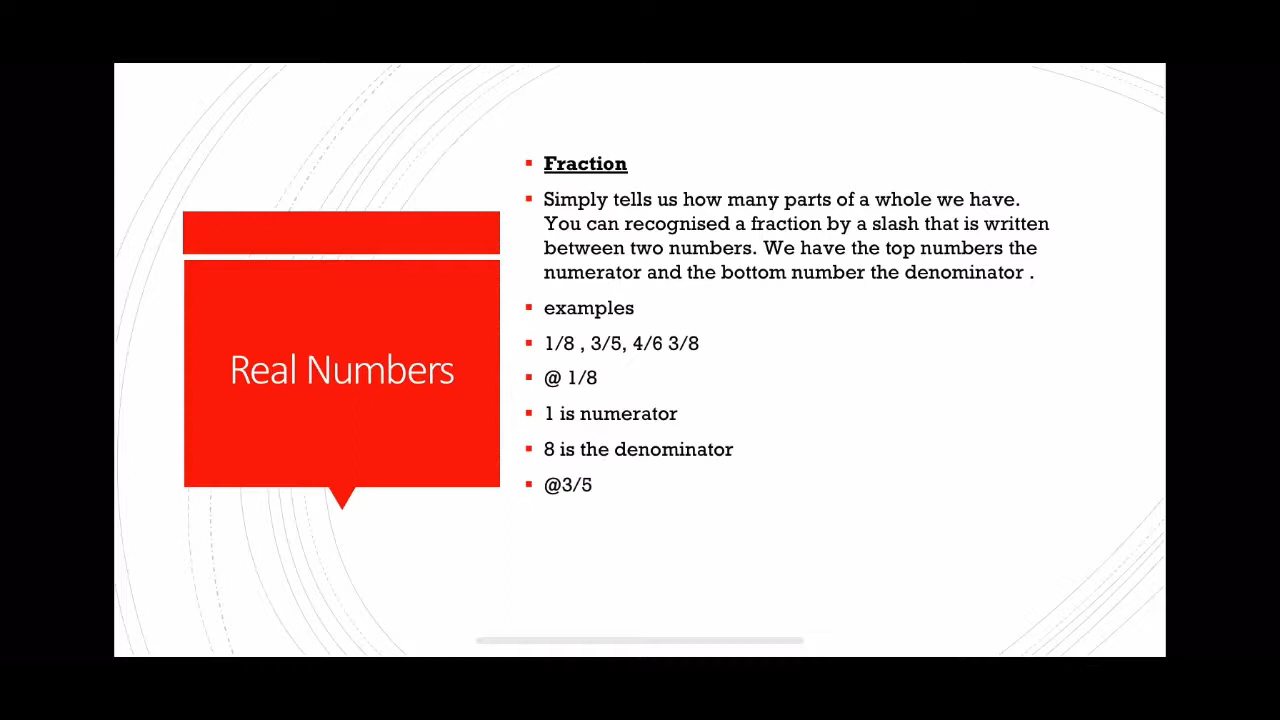 Real Numbers
Fraction
Simply tells us how many parts of a whole we have.
You can recognised a fraction by a slash that is written
between two numbers. We have the top numbers the
numerator and the bottom number the denominator .
examples
1/8 , 3/5, 4/6 3/8
@ 1/8
1 is numerator
8 is the denominator
@3/5